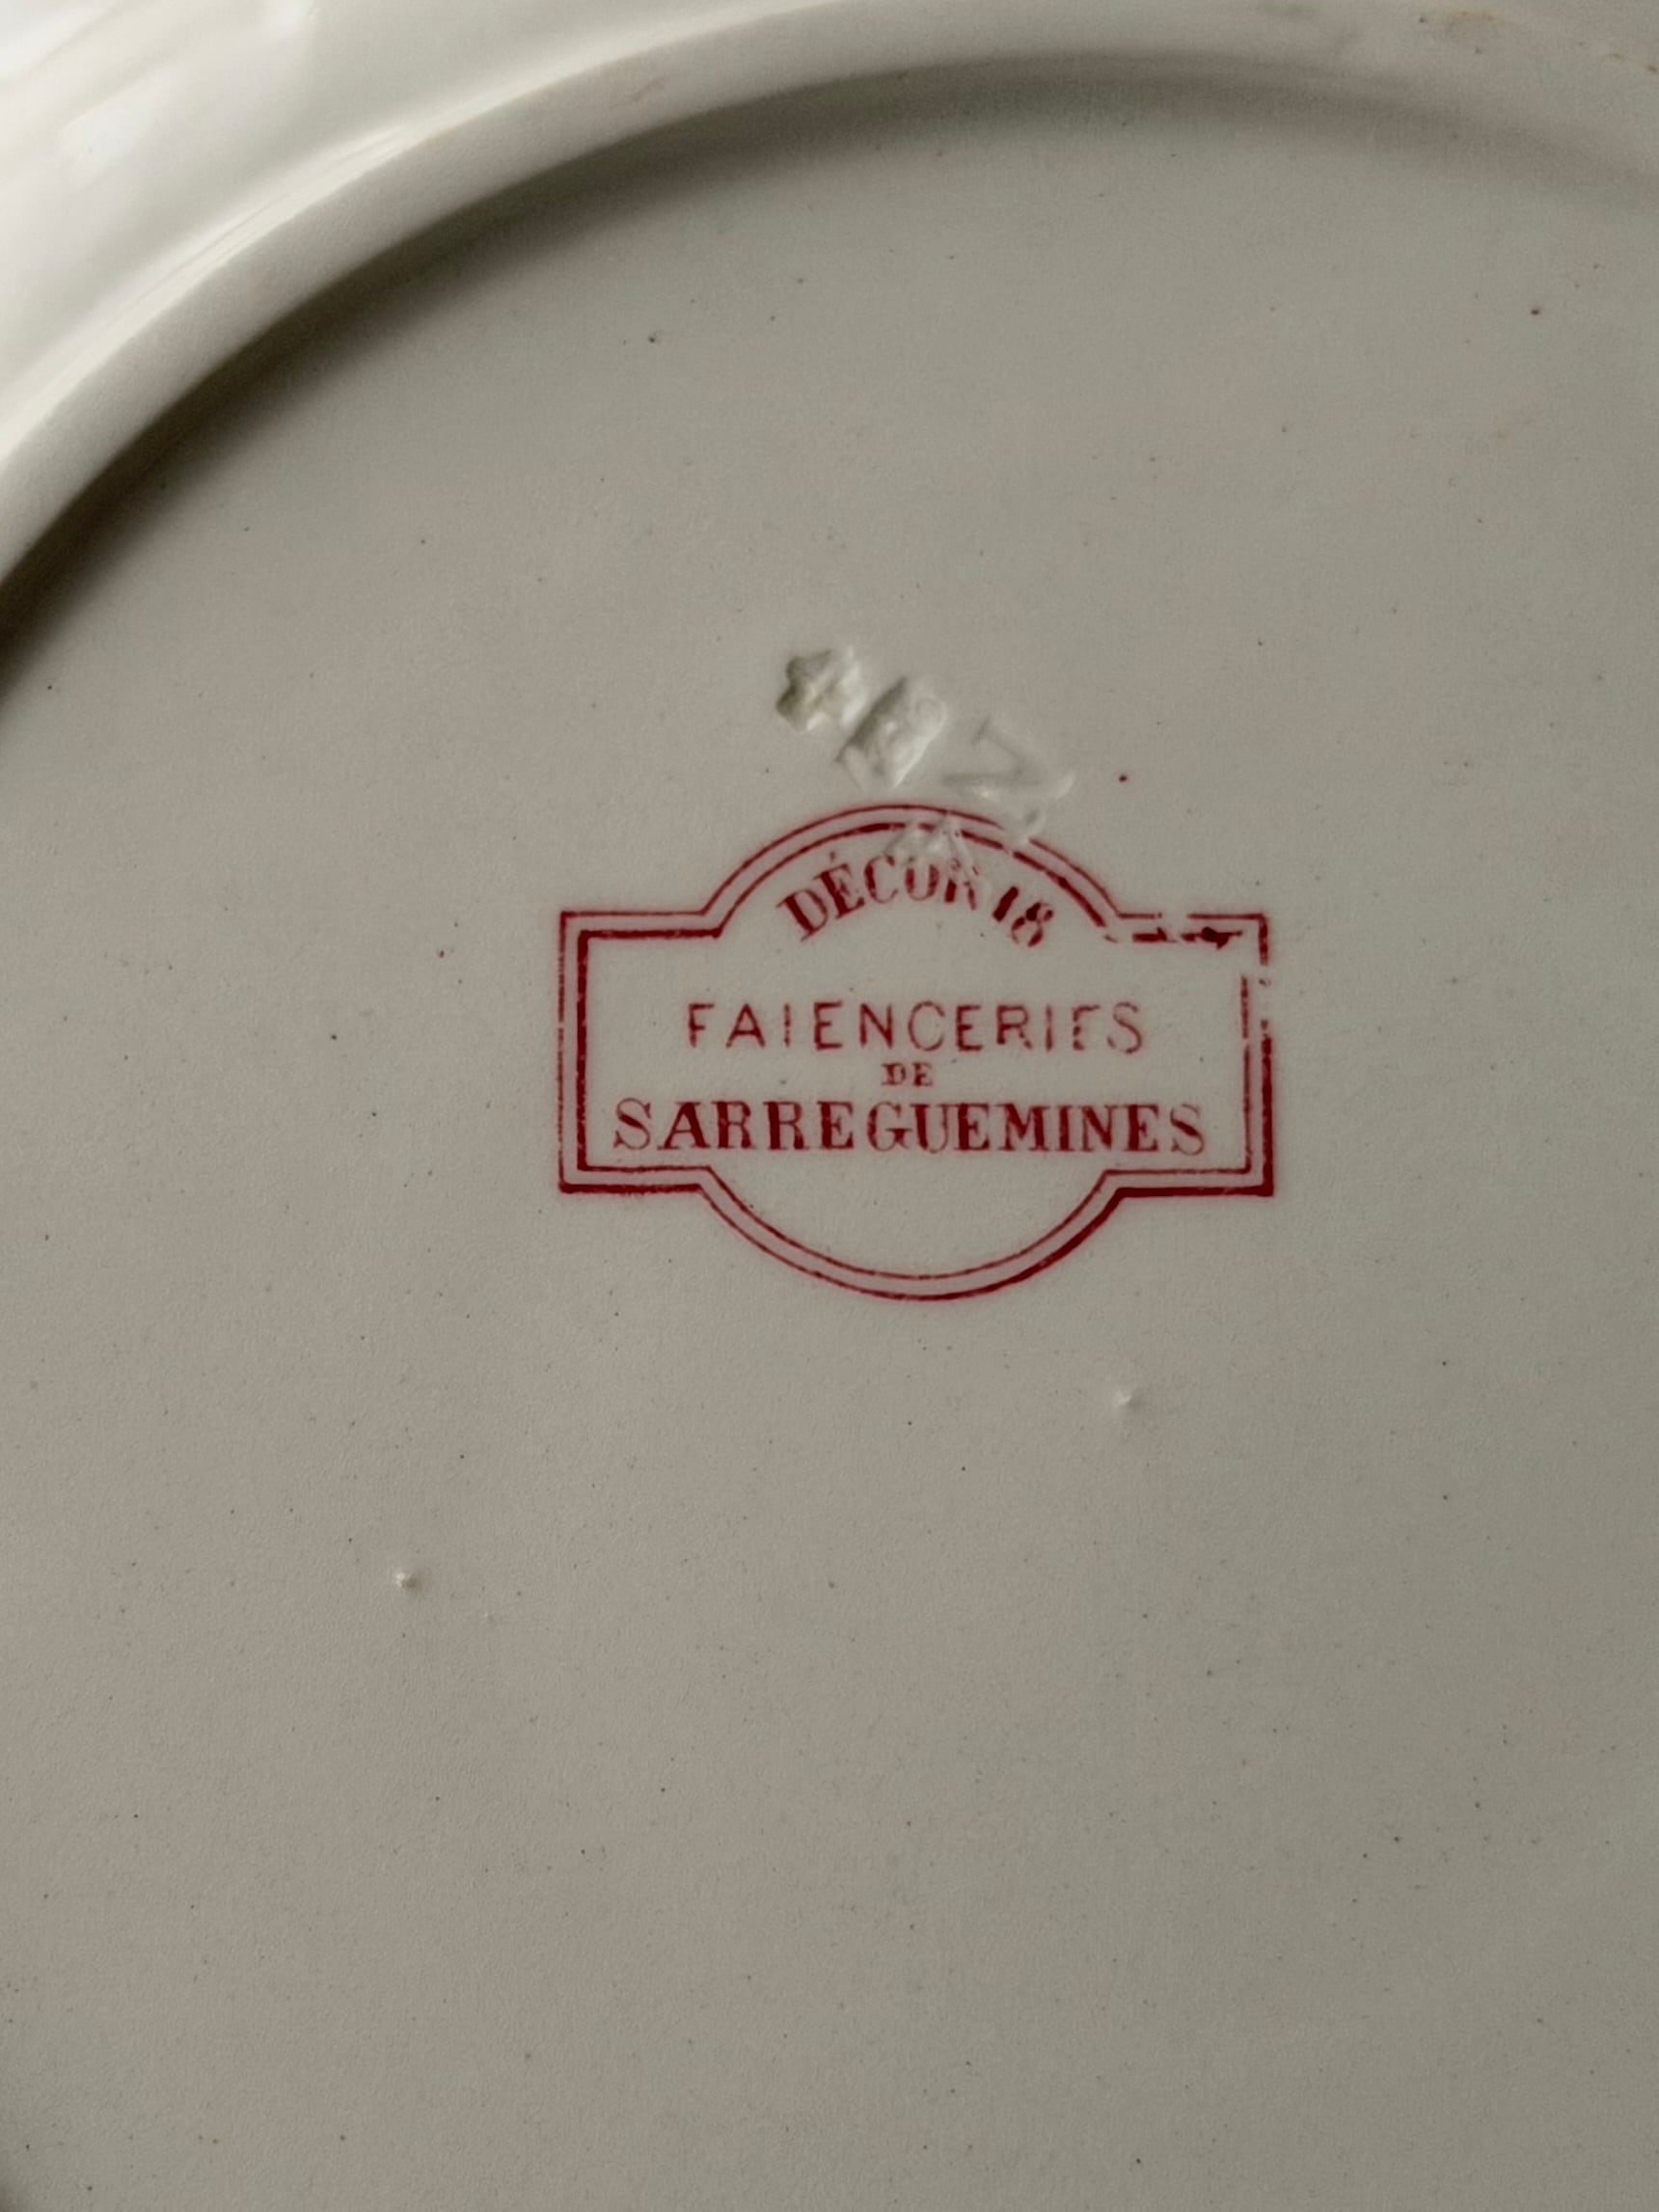 DÉCOR 18
FAIENCERIES
DE
SARREGUEMINES